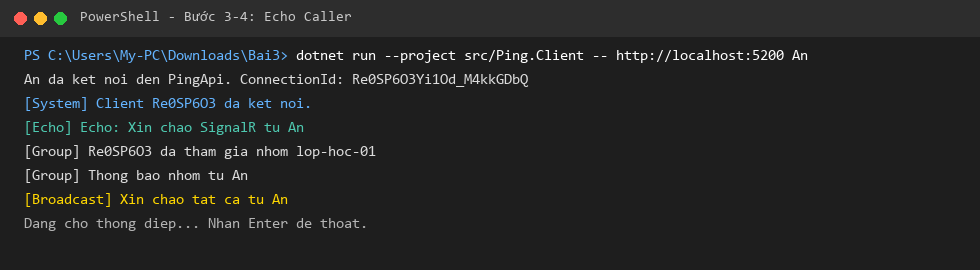 PowerShell - Bước 3-4: Echo Caller
PS C:\Users\My-PC\Downloads\Bai3> dotnet run --project src/Ping.Client -- http://localhost:5200 An
An da ket noi den PingApi. ConnectionId: Re0SP6O3Yi1Od_M4kkGDbQ
[System] Client Re0SP6O3 da ket noi.
[Echo] Echo: Xin chao SignalR tu An
[Group] Re0SP6O3 da tham gia nhom lop-hoc-01
[Group] Thong bao nhom tu An
[Broadcast] Xin chao tat ca tu An
Dang cho thong diep... Nhan Enter de thoat.